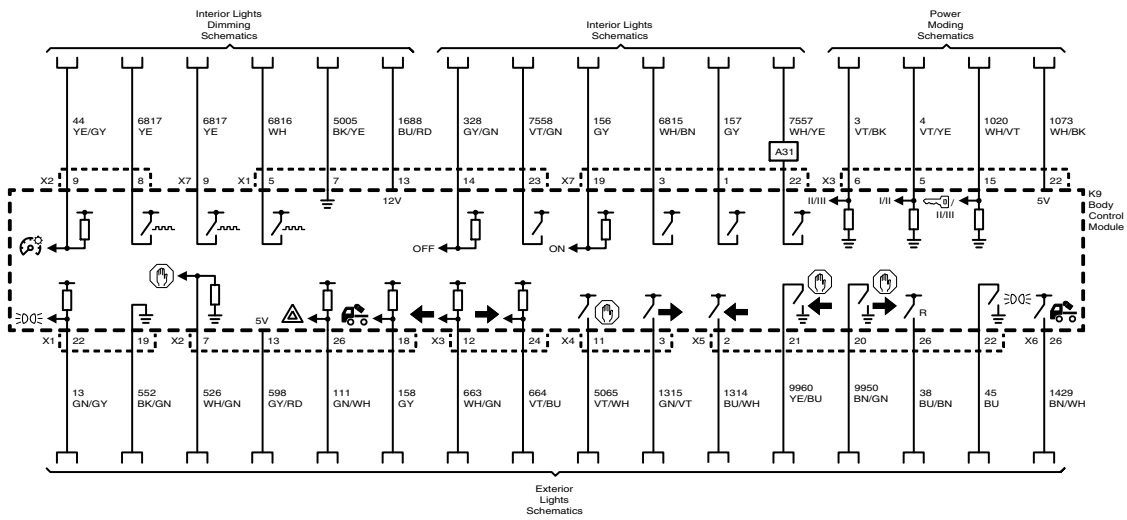 Interior Lights
Dimming
Schematics
Interior Lights
Schematics
Power
Moding
Schematics
44
YE/GY
6817
YE
6817
YE
6816
WH
5005
BK/YE
1688
BU/RD
328
GY/GN
7558
VT/GN
156
GY
6815
WH/BN
157
GY
7557
WH/YE
3
VT/BK
4
VT/YE
1020
WH/VT
1073
WH/BK
A31
X2 9 8 X7 9 X1 5 7 13 14 23 X7 19 3 1 22 X3 6 5 15 22
12V
II/III
I/II
/
II/III
5V
K9
Body
Control
Module
OFF
ON
5V
R
X1 22 19 X2 7 13 26 18 X3 12 24 X4 11 3 X5 2 21 20 26 22 X6 26
13
GN/GY
552
BK/GN
526
WH/GN
598
GY/RD
111
GN/WH
158
GY
663
WH/GN
664
VT/BU
5065
VT/WH
1315
GN/VT
1314
BU/WH
9960
YE/BU
9950
BN/GN
38
BU/BN
45
BU
1429
BN/WH
Exterior
Lights
Schematics